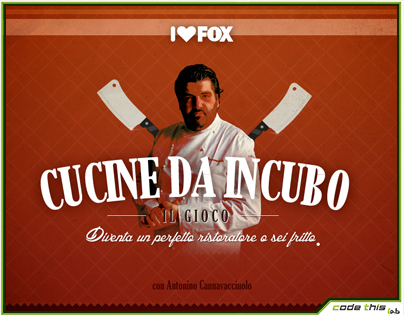 I ♥ FOX
CUCINE DA INCUBO
IL GIOCO
Diventa un perfetto ristoratore o sei fritto.
con Antonino Cannavacciuolo
code this lab